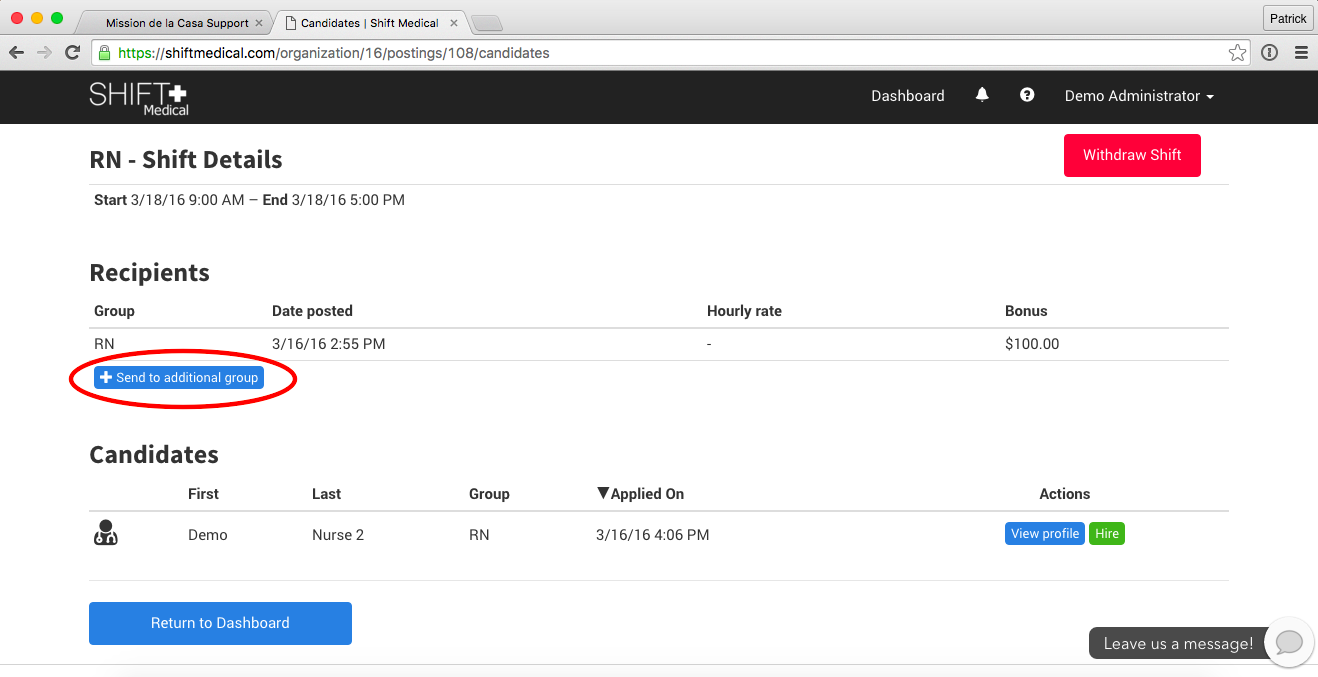 Mission de la Casa Support
Candidates | Shift Medical
Patrick
https://shiftmedical.com/organization/16/postings/108/candidates
SHIFT
Medical
Dashboard
Demo Administrator
RN - Shift Details
Withdraw Shift
Start 3/18/16 9:00 AM – End 3/18/16 5:00 PM
Recipients
Group Date posted Hourly rate Bonus
RN 3/16/16 2:55 PM - $100.00
Send to additional group
Candidates
First Last Group ▼Applied On Actions
Demo Nurse 2 RN 3/16/16 4:06 PM View profile Hire
Return to Dashboard
Leave us a message!